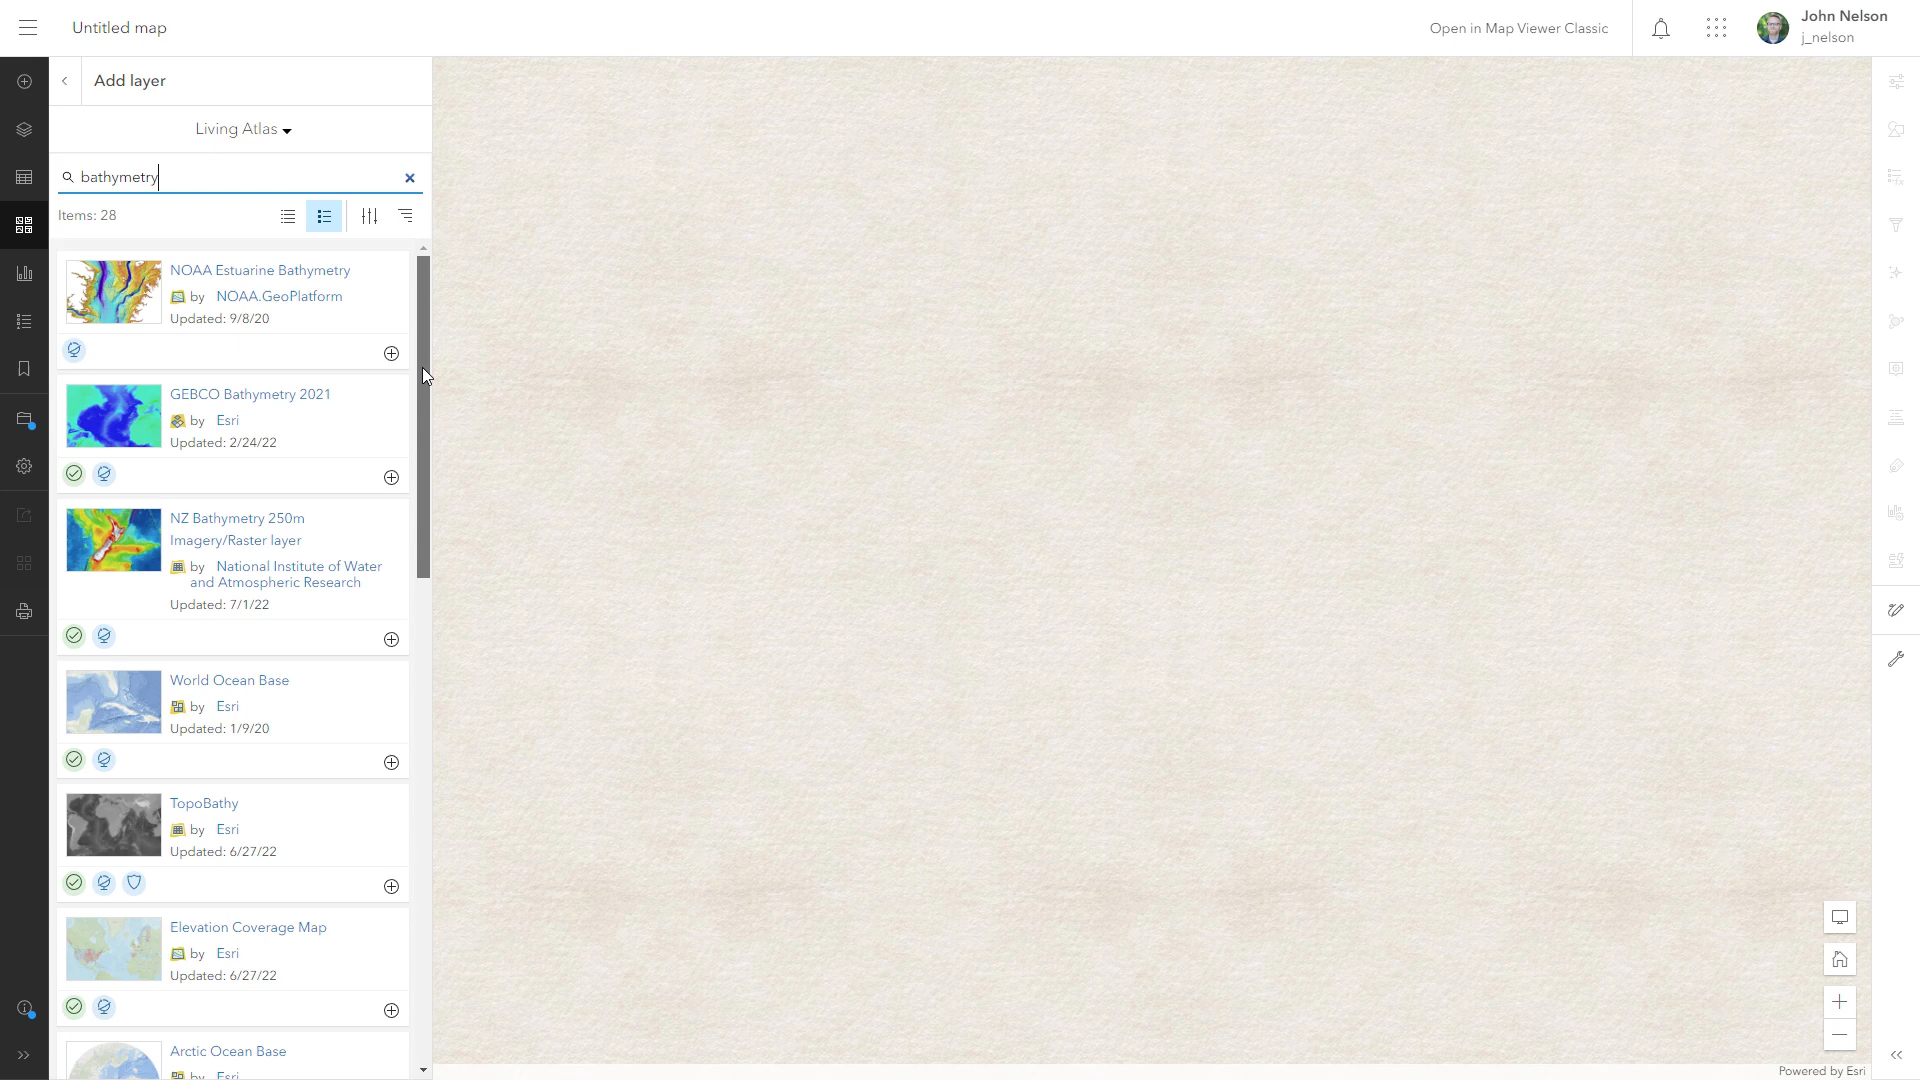 Untitled map
Open in Map Viewer Classic
John Nelson
j_nelson
Add layer
Living Atlas
bathymetry
Items: 28
NOAA Estuarine Bathymetry
by NOAA.GeoPlatform
Updated: 9/8/20
GEBCO Bathymetry 2021
by Esri
Updated: 2/24/22
NZ Bathymetry 250m
Imagery/Raster layer
by National Institute of Water
and Atmospheric Research
Updated: 7/1/22
World Ocean Base
by Esri
Updated: 1/9/20
TopoBathy
by Esri
Updated: 6/27/22
Elevation Coverage Map
by Esri
Updated: 6/27/22
Arctic Ocean Base
by Esri
Powered by Esri